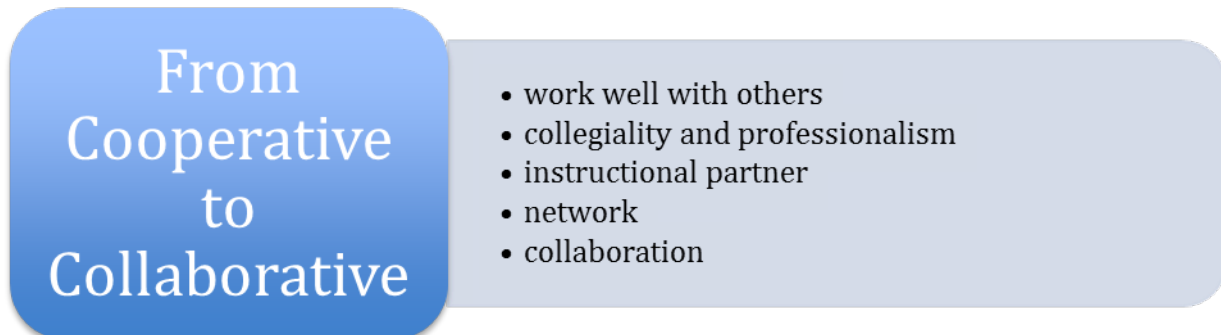 From
Cooperative
to
Collaborative
• work well with others
• collegiality and professionalism
• instructional partner
• network
• collaboration